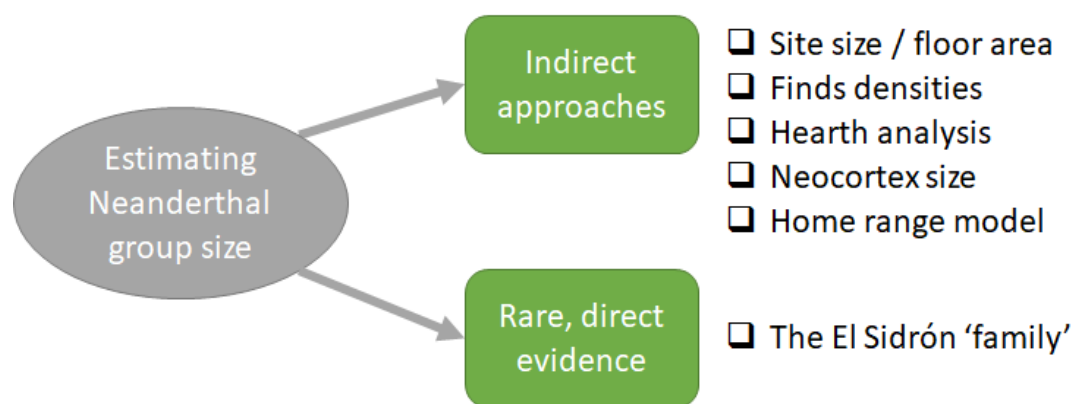 Estimating
Neanderthal
group size
Indirect
approaches
Site size / floor area
Finds densities
Hearth analysis
Neocortex size
Home range model
Rare, direct
evidence
The El Sidrón ‘family’